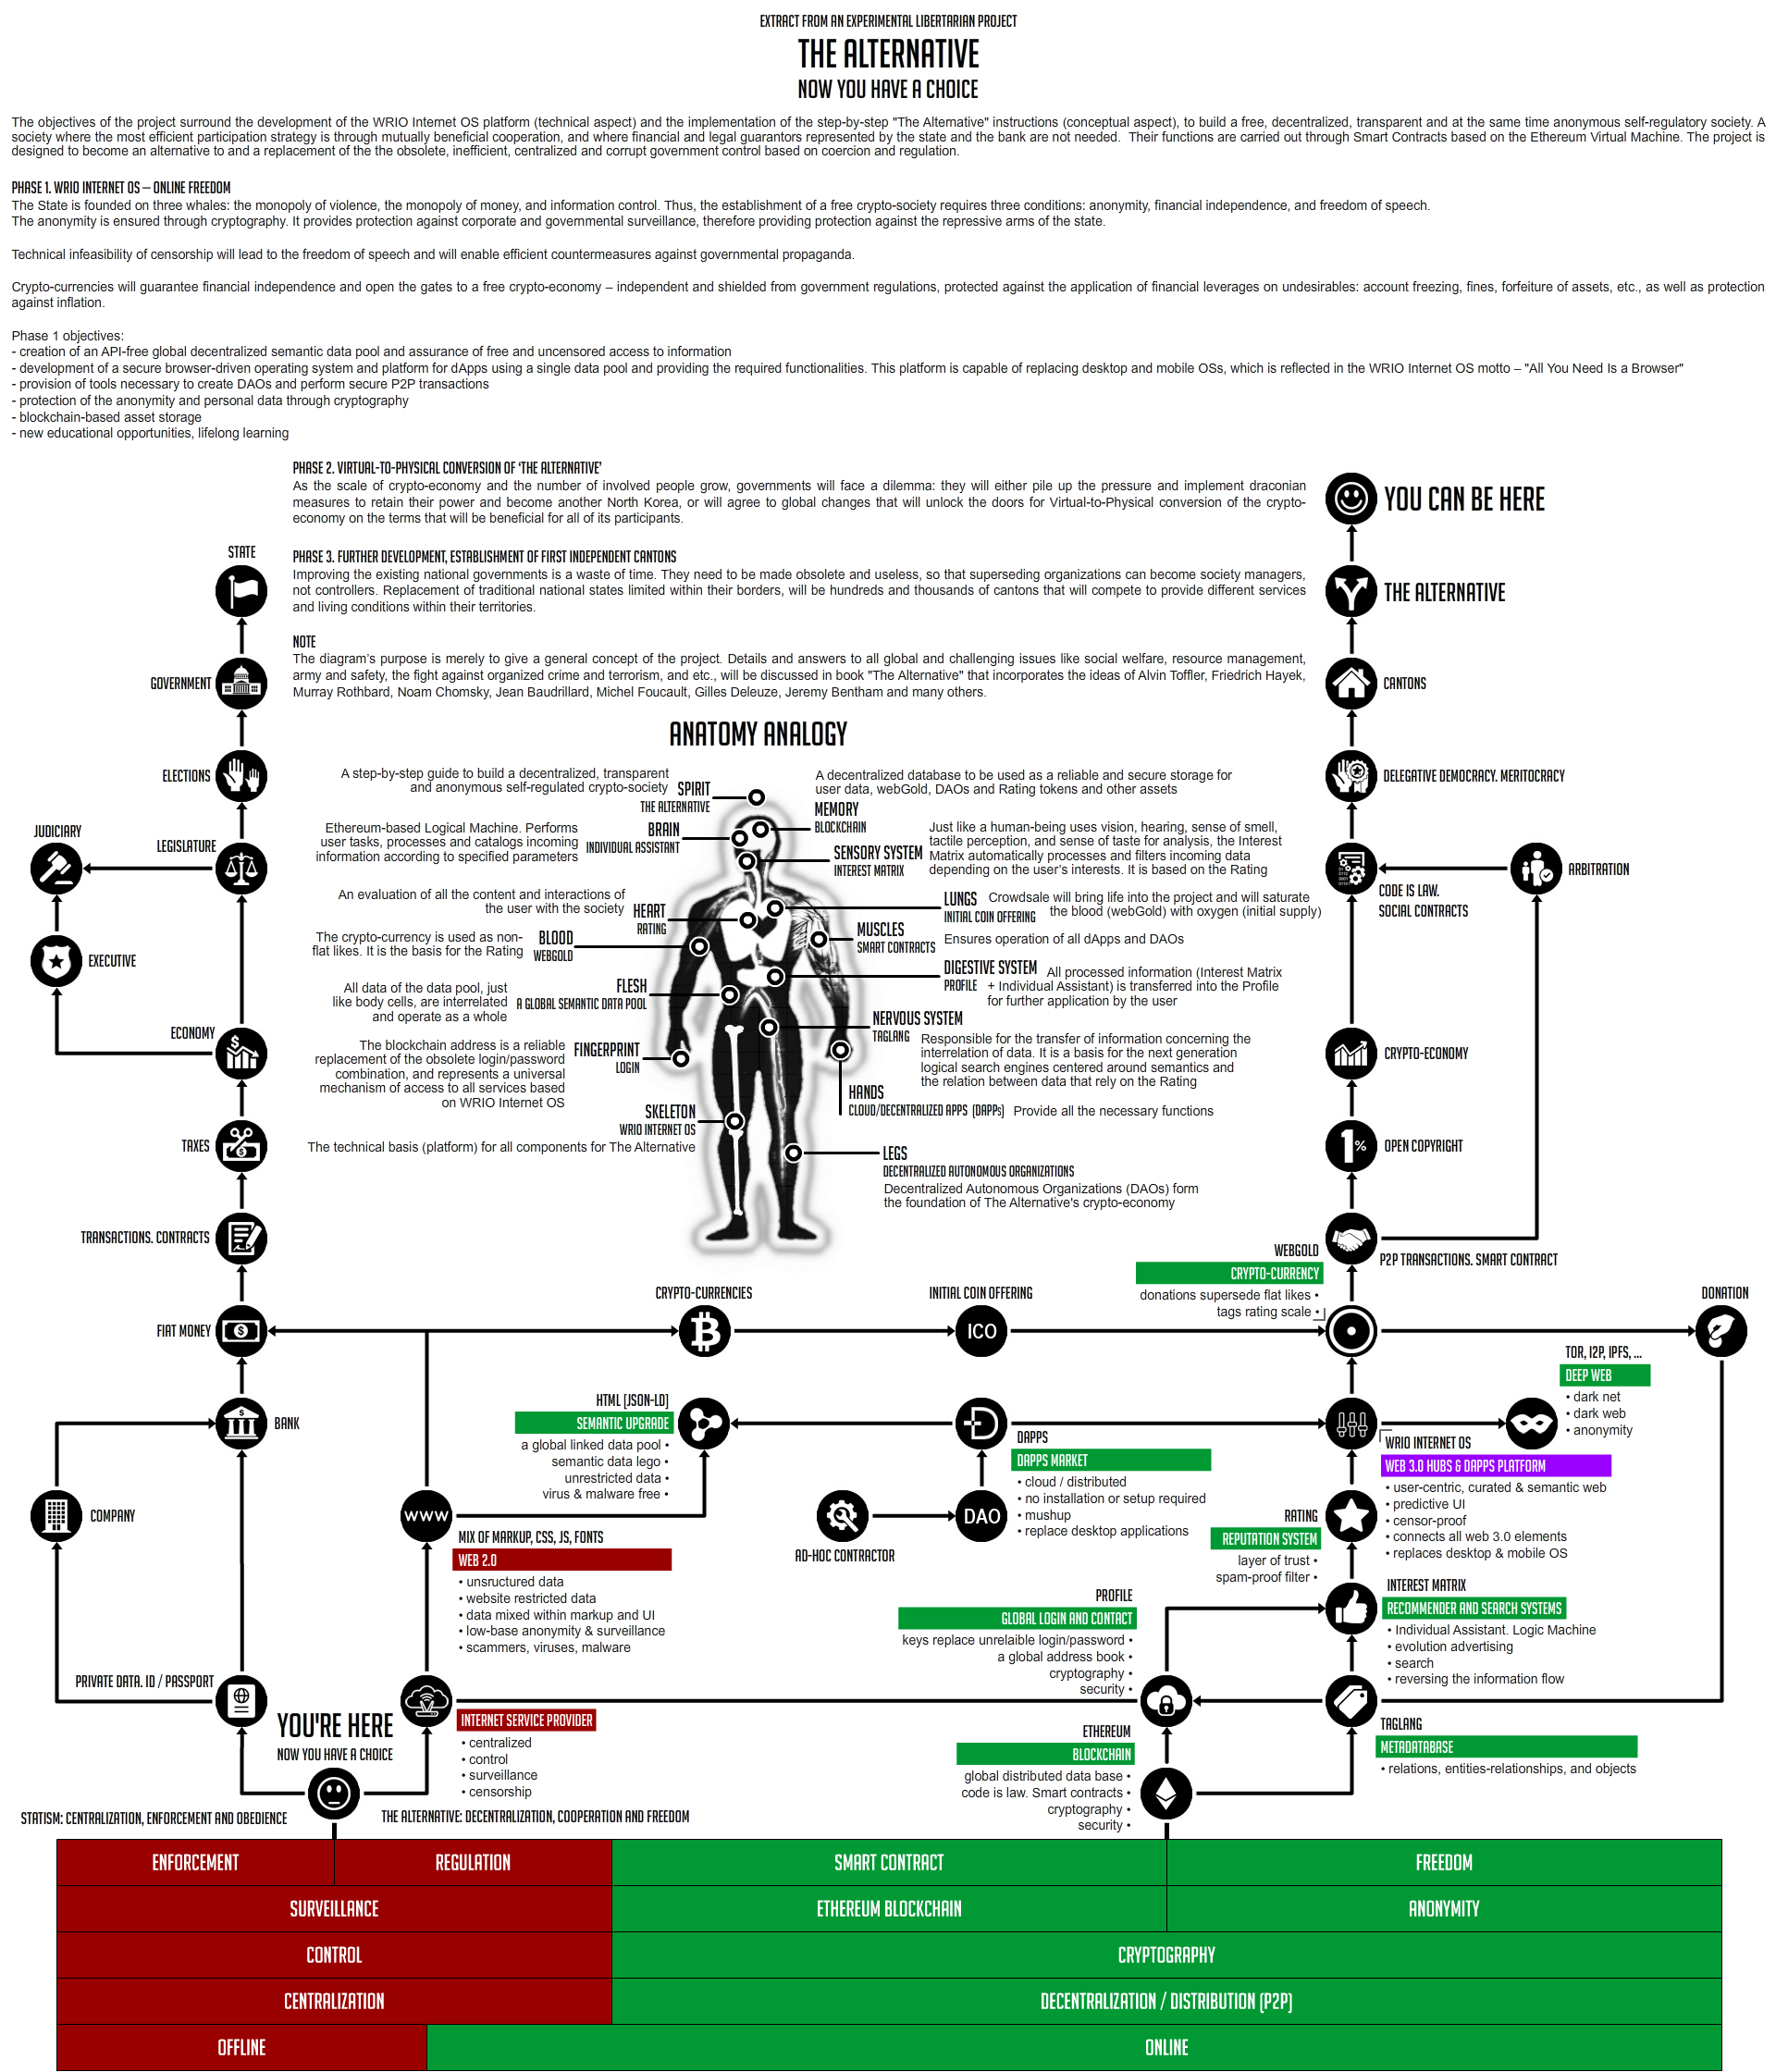 EXTRACT FROM AN EXPERIMENTAL LIBERTARIAN PROJECT
THE ALTERNATIVE
NOW YOU HAVE A CHOICE
The objectives of the project surround the development of the WRIO Internet OS platform (technical aspect) and the implementation of the step-by-step "The Alternative" instructions (conceptual aspect), to build a free, decentralized, transparent and at the same time anonymous self-regulatory society. A
society where the most efficient participation strategy is through mutually beneficial cooperation, and where financial and legal guarantors represented by the state and the bank are not needed. Their functions are carried out through Smart Contracts based on the Ethereum Virtual Machine. The project is
designed to become an alternative to and a replacement of the the obsolete, inefficient, centralized and corrupt government control based on coercion and regulation.
PHASE 1. WRIO INTERNET OS – ONLINE FREEDOM
The State is founded on three whales: the monopoly of violence, the monopoly of money, and information control. Thus, the establishment of a free crypto-society requires three conditions: anonymity, financial independence, and freedom of speech.
The anonymity is ensured through cryptography. It provides protection against corporate and governmental surveillance, therefore providing protection against the repressive arms of the state.
Technical infeasibility of censorship will lead to the freedom of speech and will enable efficient countermeasures against governmental propaganda.
Crypto-currencies will guarantee financial independence and open the gates to a free crypto-economy – independent and shielded from government regulations, protected against the application of financial leverages on undesirables: account freezing, fines, forfeiture of assets, etc., as well as protection
against inflation.
Phase 1 objectives:
- creation of an API-free global decentralized semantic data pool and assurance of free and uncensored access to information
- development of a secure browser-driven operating system and platform for dApps using a single data pool and providing the required functionalities. This platform is capable of replacing desktop and mobile OSs, which is reflected in the WRIO Internet OS motto – "All You Need Is a Browser"
- provision of tools necessary to create DAOs and perform secure P2P transactions
- protection of the anonymity and personal data through cryptography
- blockchain-based asset storage
- new educational opportunities, lifelong learning
PHASE 2. VIRTUAL-TO-PHYSICAL CONVERSION OF 'THE ALTERNATIVE'
As the scale of crypto-economy and the number of involved people grow, governments will face a dilemma: they will either pile up the pressure and implement draconian
measures to retain their power and become another North Korea, or will agree to global changes that will unlock the doors for Virtual-to-Physical conversion of the crypto-
economy on the terms that will be beneficial for all of its participants.
YOU CAN BE HERE
PHASE 3. FURTHER DEVELOPMENT, ESTABLISHMENT OF FIRST INDEPENDENT CANTONS
Improving the existing national governments is a waste of time. They need to be made obsolete and useless, so that superseding organizations can become society managers,
not controllers. Replacement of traditional national states limited within their borders, will be hundreds and thousands of cantons that will compete to provide different services
and living conditions within their territories.
STATE
THE ALTERNATIVE
NOTE
The diagram's purpose is merely to give a general concept of the project. Details and answers to all global and challenging issues like social welfare, resource management,
army and safety, the fight against organized crime and terrorism, and etc., will be discussed in book "The Alternative" that incorporates the ideas of Alvin Toffler, Friedrich Hayek,
Murray Rothbard, Noam Chomsky, Jean Baudrillard, Michel Foucault, Gilles Deleuze, Jeremy Bentham and many others.
GOVERNMENT
CANTONS
ELECTIONS
DELEGATIVE DEMOCRACY. MERITOCRACY
JUDICIARY
LEGISLATURE
EXECUTIVE
ECONOMY
$
TAXES
$
TRANSACTIONS. CONTRACTS
FIAT MONEY
$
BANK
$
COMPANY
PRIVATE DATA. ID / PASSPORT
ANATOMY ANALOGY
A step-by-step guide to build a decentralized, transparent
and anonymous self-regulated crypto-society
SPIRIT
THE ALTERNATIVE
A decentralized database to be used as a reliable and secure storage for
user data, webGold, DAOs and Rating tokens and other assets
MEMORY
BLOCKCHAIN
Ethereum-based Logical Machine. Performs
user tasks, processes and catalogs incoming
information according to specified parameters
BRAIN
INDIVIDUAL ASSISTANT
SENSORY SYSTEM
INTEREST MATRIX
Just like a human-being uses vision, hearing, sense of smell,
tactile perception, and sense of taste for analysis, the Interest
Matrix automatically processes and filters incoming data
depending on the user's interests. It is based on the Rating
An evaluation of all the content and interactions of
the user with the society
HEART
RATING
LUNGS
INITIAL COIN OFFERING
Crowdsale will bring life into the project and will saturate
the blood (webGold) with oxygen (initial supply)
The crypto-currency is used as non-
flat likes. It is the basis for the Rating
BLOOD
WEBGOLD
MUSCLES
SMART CONTRACTS
Ensures operation of all dApps and DAOs
All data of the data pool, just
like body cells, are interrelated
and operate as a whole
FLESH
A GLOBAL SEMANTIC DATA POOL
DIGESTIVE SYSTEM
PROFILE
All processed information (Interest Matrix
+ Individual Assistant) is transferred into the Profile
for further application by the user
The blockchain address is a reliable
replacement of the obsolete login/password
combination, and represents a universal
mechanism of access to all services based
on WRIO Internet OS
FINGERPRINT
LOGIN
NERVOUS SYSTEM
TAGLANG
Responsible for the transfer of information concerning the
interrelation of data. It is a basis for the next generation
logical search engines centered around semantics and
the relation between data that rely on the Rating
HANDS
CLOUD/DECENTRALIZED APPS (DAPPs)
Provide all the necessary functions
SKELETON
WRIO INTERNET OS
The technical basis (platform) for all components for The Alternative
LEGS
DECENTRALIZED AUTONOMOUS ORGANIZATIONS
Decentralized Autonomous Organizations (DAOs) form
the foundation of The Alternative's crypto-economy
CODE IS LAW.
SOCIAL CONTRACTS
ARBITRATION
CRYPTO-ECONOMY
1%
OPEN COPYRIGHT
P2P TRANSACTIONS. SMART CONTRACT
WEBGOLD
CRYPTO-CURRENCY
donations supersede flat likes •
tags rating scale •
CRYPTO-CURRENCIES
INITIAL COIN OFFERING
ICO
DONATION
TOR, I2P, IPFS, ...
DEEP WEB
• dark net
• dark web
• anonymity
HTML [JSON-LD]
SEMANTIC UPGRADE
a global linked data pool •
semantic data lego •
unrestricted data •
virus & malware free •
DAPPS
DAPPS MARKET
• cloud / distributed
• no installation or setup required
• mushup
• replace desktop applications
DAO
AD-HOC CONTRACTOR
WRIO INTERNET OS
WEB 3.0 HUBS & DAPPS PLATFORM
• user-centric, curated & semantic web
• predictive UI
• censor-proof
• connects all web 3.0 elements
• replaces desktop & mobile OS
WWW
MIX OF MARKUP, CSS, JS, FONTS
WEB 2.0
• unsructured data
• website restricted data
• data mixed within markup and UI
• low-base anonymity & surveillance
• scammers, viruses, malware
RATING
REPUTATION SYSTEM
layer of trust •
spam-proof filter •
PROFILE
GLOBAL LOGIN AND CONTACT
keys replace unrelaible login/password •
a global address book •
cryptography •
security •
INTEREST MATRIX
RECOMMENDER AND SEARCH SYSTEMS
• Individual Assistant. Logic Machine
• evolution advertising
• search
• reversing the information flow
YOU'RE HERE
NOW YOU HAVE A CHOICE
INTERNET SERVICE PROVIDER
• centralized
• control
• surveillance
• censorship
ETHEREUM
BLOCKCHAIN
global distributed data base •
code is law. Smart contracts •
cryptography •
security •
TAGLANG
METADATABASE
• relations, entities-relationships, and objects
STATISM: CENTRALIZATION, ENFORCEMENT AND OBEDIENCE
THE ALTERNATIVE: DECENTRALIZATION, COOPERATION AND FREEDOM
ENFORCEMENT
REGULATION
SMART CONTRACT
FREEDOM
SURVEILLANCE
ETHEREUM BLOCKCHAIN
ANONYMITY
CONTROL
CRYPTOGRAPHY
CENTRALIZATION
DECENTRALIZATION / DISTRIBUTION (P2P)
OFFLINE
ONLINE